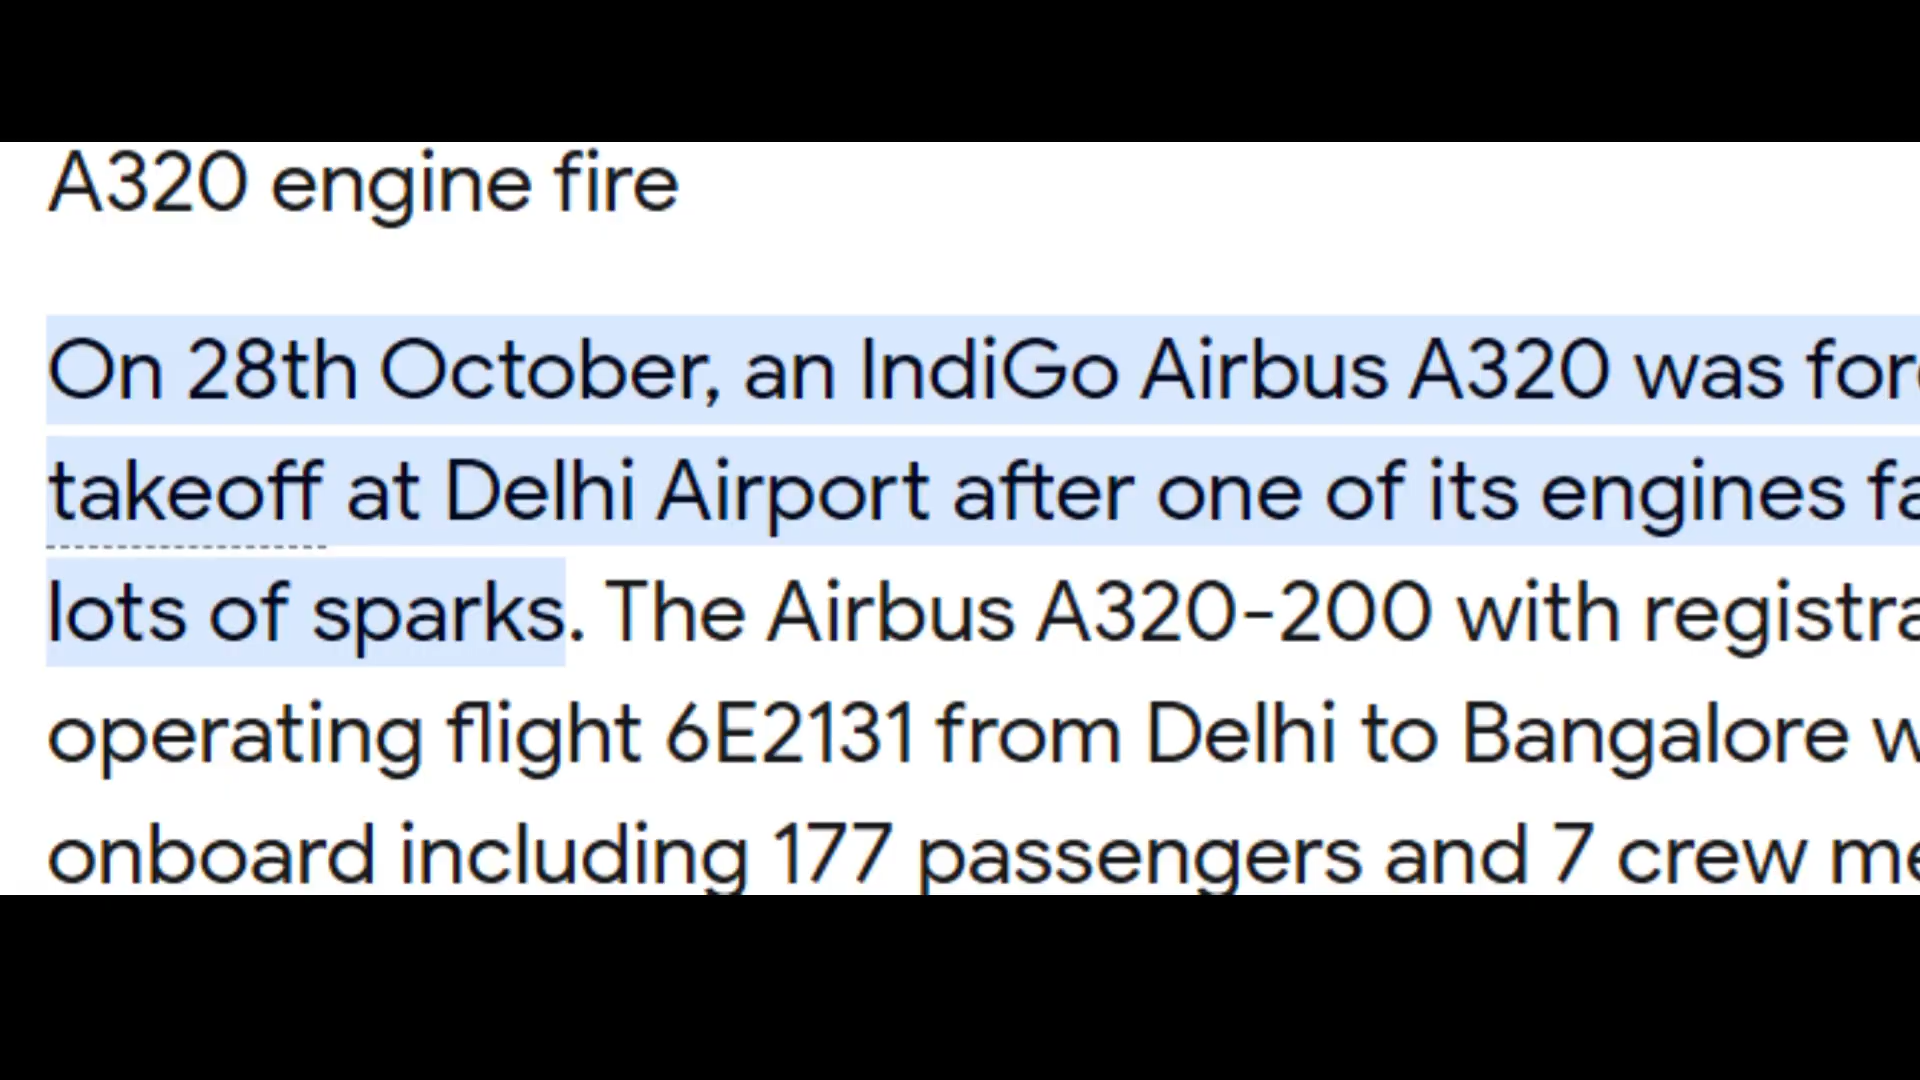 A320 engine fire
On 28th October, an IndiGo Airbus A320 was
takeoff at Delhi Airport after one of its engines
lots of sparks. The Airbus A320-200 with
operating flight 6E2131 from Delhi to Bangalore
onboard including 177 passengers and 7 crew